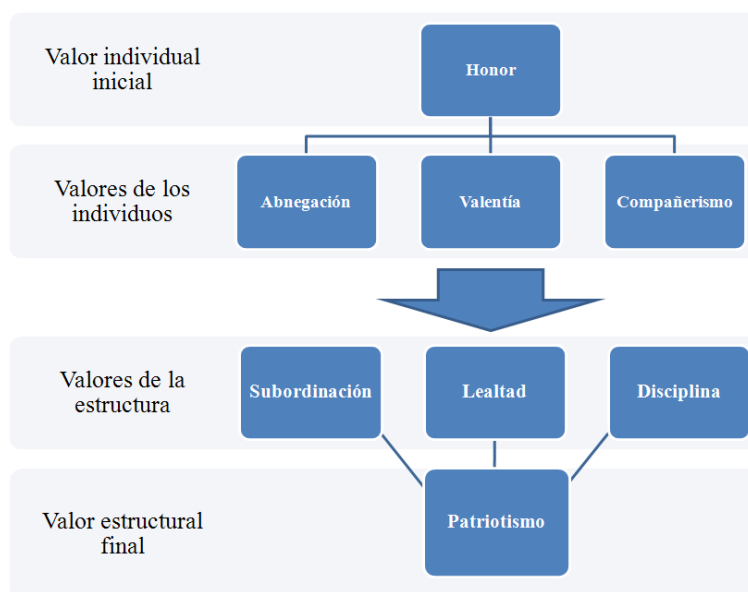 Valor individual
inicial
Honor
Valores de los
individuos
Abnegación
Valentía
Compañerismo
Valores de la
estructura
Subordinación
Lealtad
Disciplina
Valor estructural
final
Patriotismo